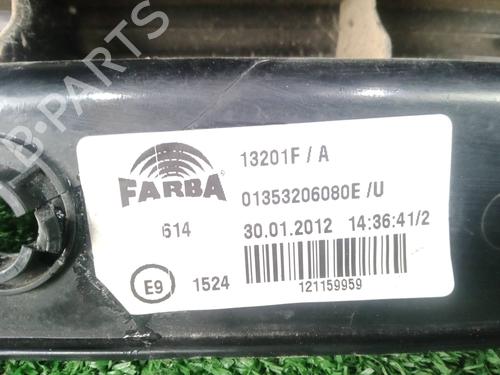 FARBA
13201F / A
01353206080E /U
614
30.01.2012 14:36:41/2
E9
1524
121159959
B-PARTS